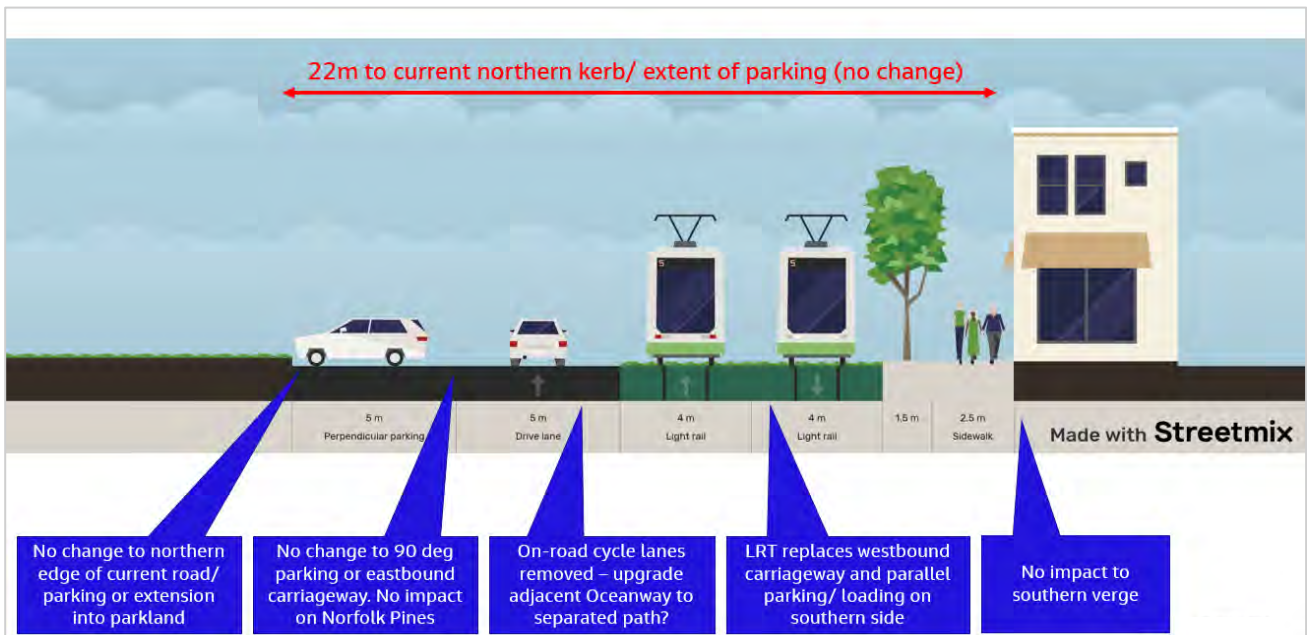 22m to current northern kerb/ extent of parking (no change)
S
S
5 m
Perpendicular parking
5 m
Drive lane
4 m
Light rail
4 m
Light rail
1.5 m
2.5 m
Sidewalk
Made with Streetmix
No change to northern
edge of current road/
parking or extension
into parkland
No change to 90 deg
parking or eastbound
carriageway. No impact
on Norfolk Pines
On-road cycle lanes
removed – upgrade
adjacent Oceanway to
separated path?
LRT replaces westbound
carriageway and parallel
parking/ loading on
southern side
No impact to
southern verge